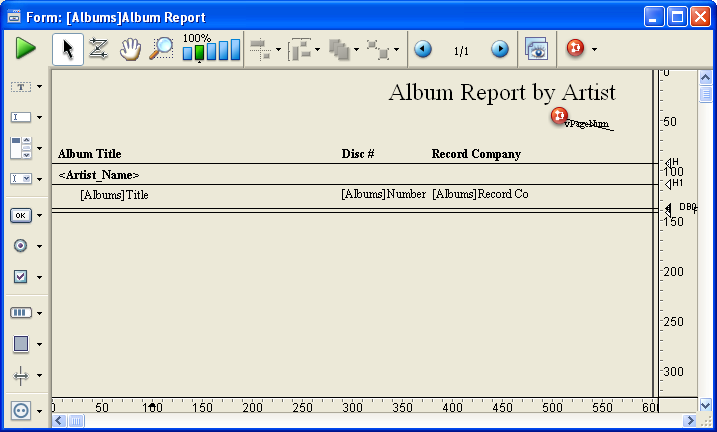 Form: [Albums]Album Report
100%
1/1
Album Report by Artist
vPageNum
Album Title Disc # Record Company
H
<Artist_Name>
H1
[Albums]Title [Albums]Number [Albums]Record Co
OK
0
50
100
150
200
250
300
0 50 100 150 200 250 300 350 400 450 500 550 600